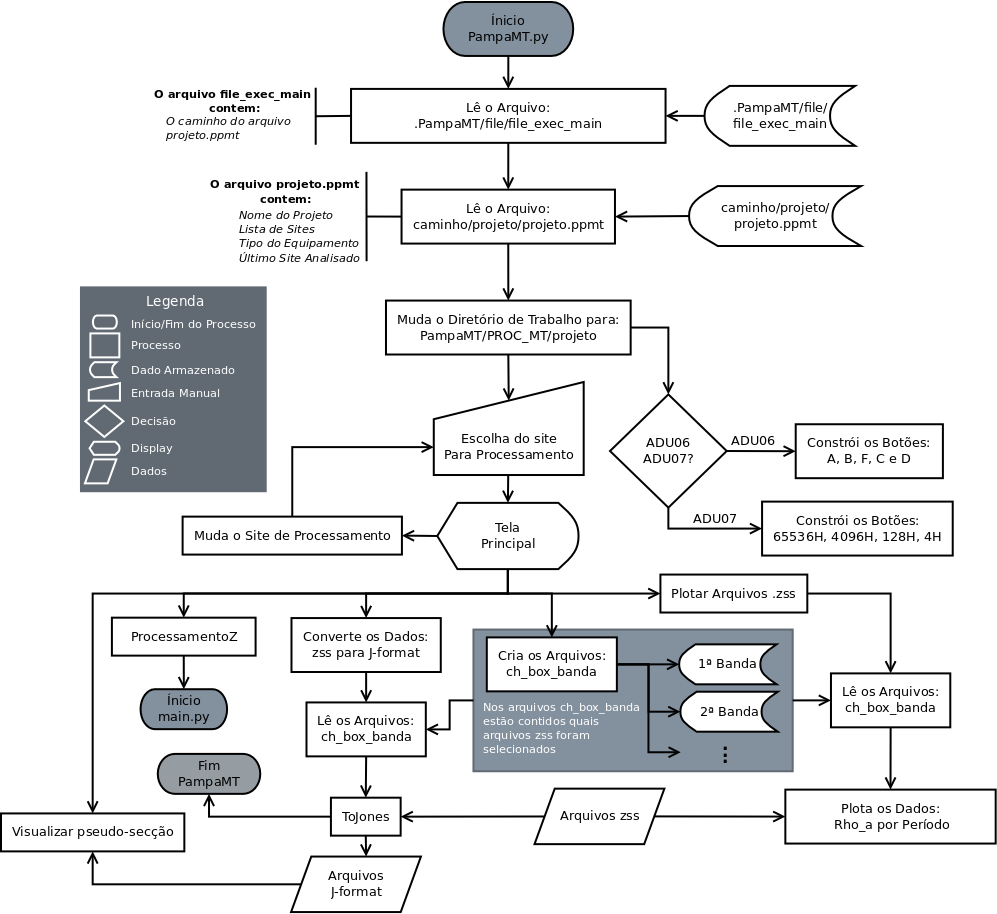 Ínicio
PampaMT.py
O arquivo file_exec_main
contem:
O caminho do arquivo
projeto.ppmt
Lê o Arquivo:
.PampaMT/file/file_exec_main
.PampaMT/file/
file_exec_main
O arquivo projeto.ppmt
contem:
Nome do Projeto
Lista de Sites
Tipo do Equipamento
Último Site Analisado
Lê o Arquivo:
caminho/projeto/projeto.ppmt
caminho/projeto/
projeto.ppmt
Legenda
Início/Fim do Processo
Processo
Dado Armazenado
Entrada Manual
Decisão
Display
Dados
Muda o Diretório de Trabalho para:
PampaMT/PROC_MT/projeto
Escolha do site
Para Processamento
ADU06
ADU07?
ADU06
Constrói os Botões:
A, B, F, C e D
ADU07
Constrói os Botões:
65536H, 4096H, 128H, 4H
Muda o Site de Processamento
Tela
Principal
Plotar Arquivos .zss
ProcessamentoZ
Converte os Dados:
zss para J-format
Cria os Arquivos:
ch_box_banda
1ª Banda
2ª Banda
Nos arquivos ch_box_banda
estão contidos quais
arquivos zss foram
selecionados
Ínicio
main.py
Lê os Arquivos:
ch_box_banda
Lê os Arquivos:
ch_box_banda
Fim
PampaMT
Visualizar pseudo-secção
ToJones
Arquivos zss
Plota os Dados:
Rho_a por Período
Arquivos
J-format